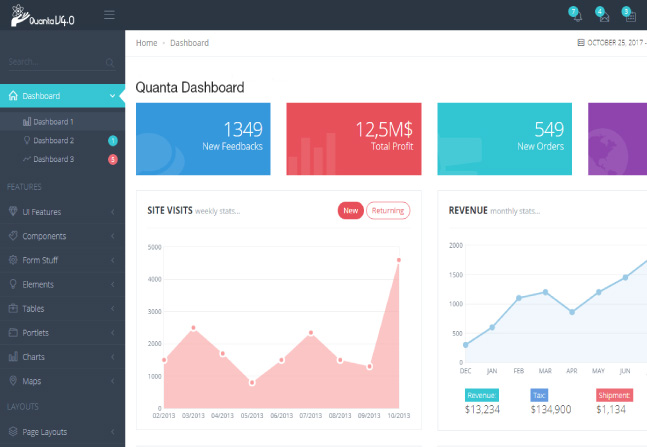 Quanta V4.0
7
4
3
Search...
Home › Dashboard
OCTOBER 25, 2017 -
Dashboard
Dashboard 1
Dashboard 2
1
Dashboard 3
5
FEATURES
UI Features
Components
Form Stuff
Elements
Tables
Portlets
Charts
Maps
LAYOUTS
Page Layouts
Quanta Dashboard
1349
New Feedbacks
12,5M$
Total Profit
549
New Orders
SITE VISITS weekly stats...
New
Returning
5000
4000
3000
2000
1000
0
02/2013 03/2013 04/2013 05/2013 06/2013 07/2013 08/2013 09/2013 10/2013
REVENUE monthly stats...
2000
1500
1000
500
0
DEC JAN FEB MAR APR MAY JUN
Revenue: Tax: Shipment:
$13,234 $134,900 $1,134